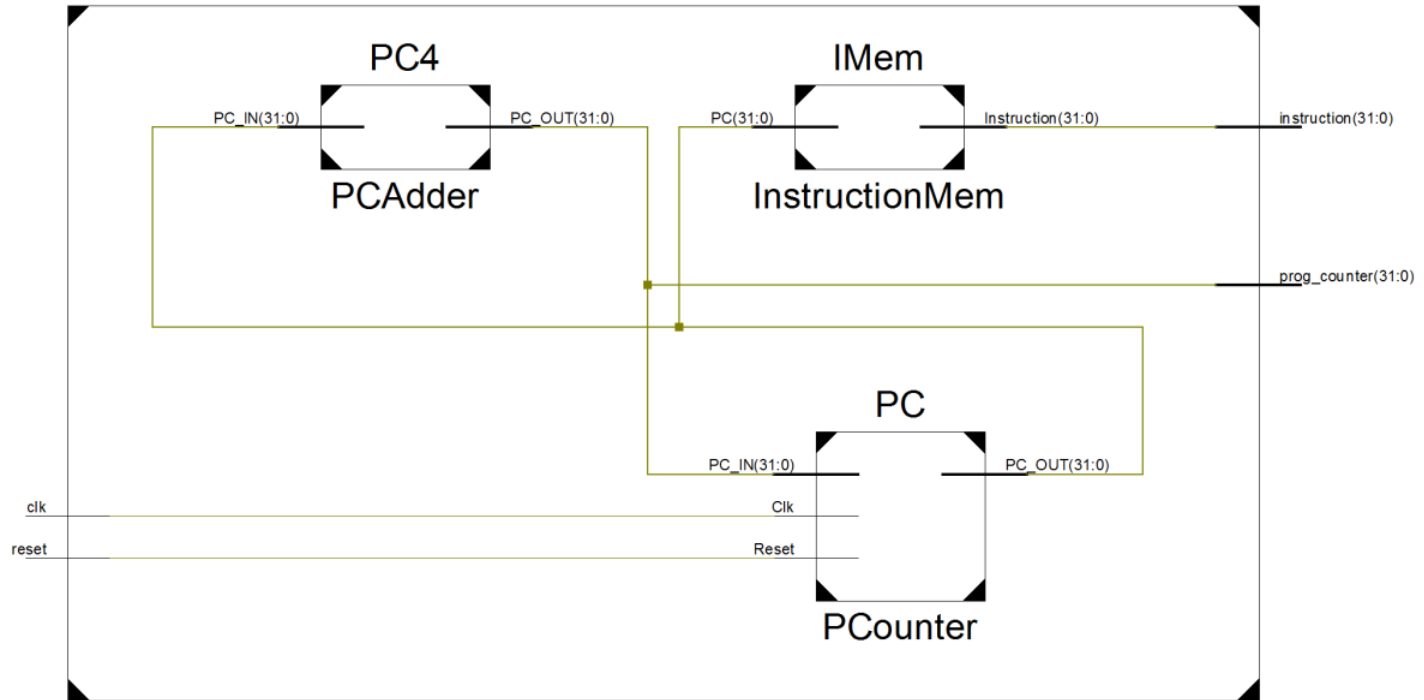 PC4
IMem
PC_IN(31:0)
PC_OUT(31:0)
PC(31:0)
Instruction(31:0)
instruction(31:0)
PCAdder
InstructionMem
prog_counter(31:0)
PC
PC_IN(31:0)
PC_OUT(31:0)
clk
Clk
reset
Reset
PCounter